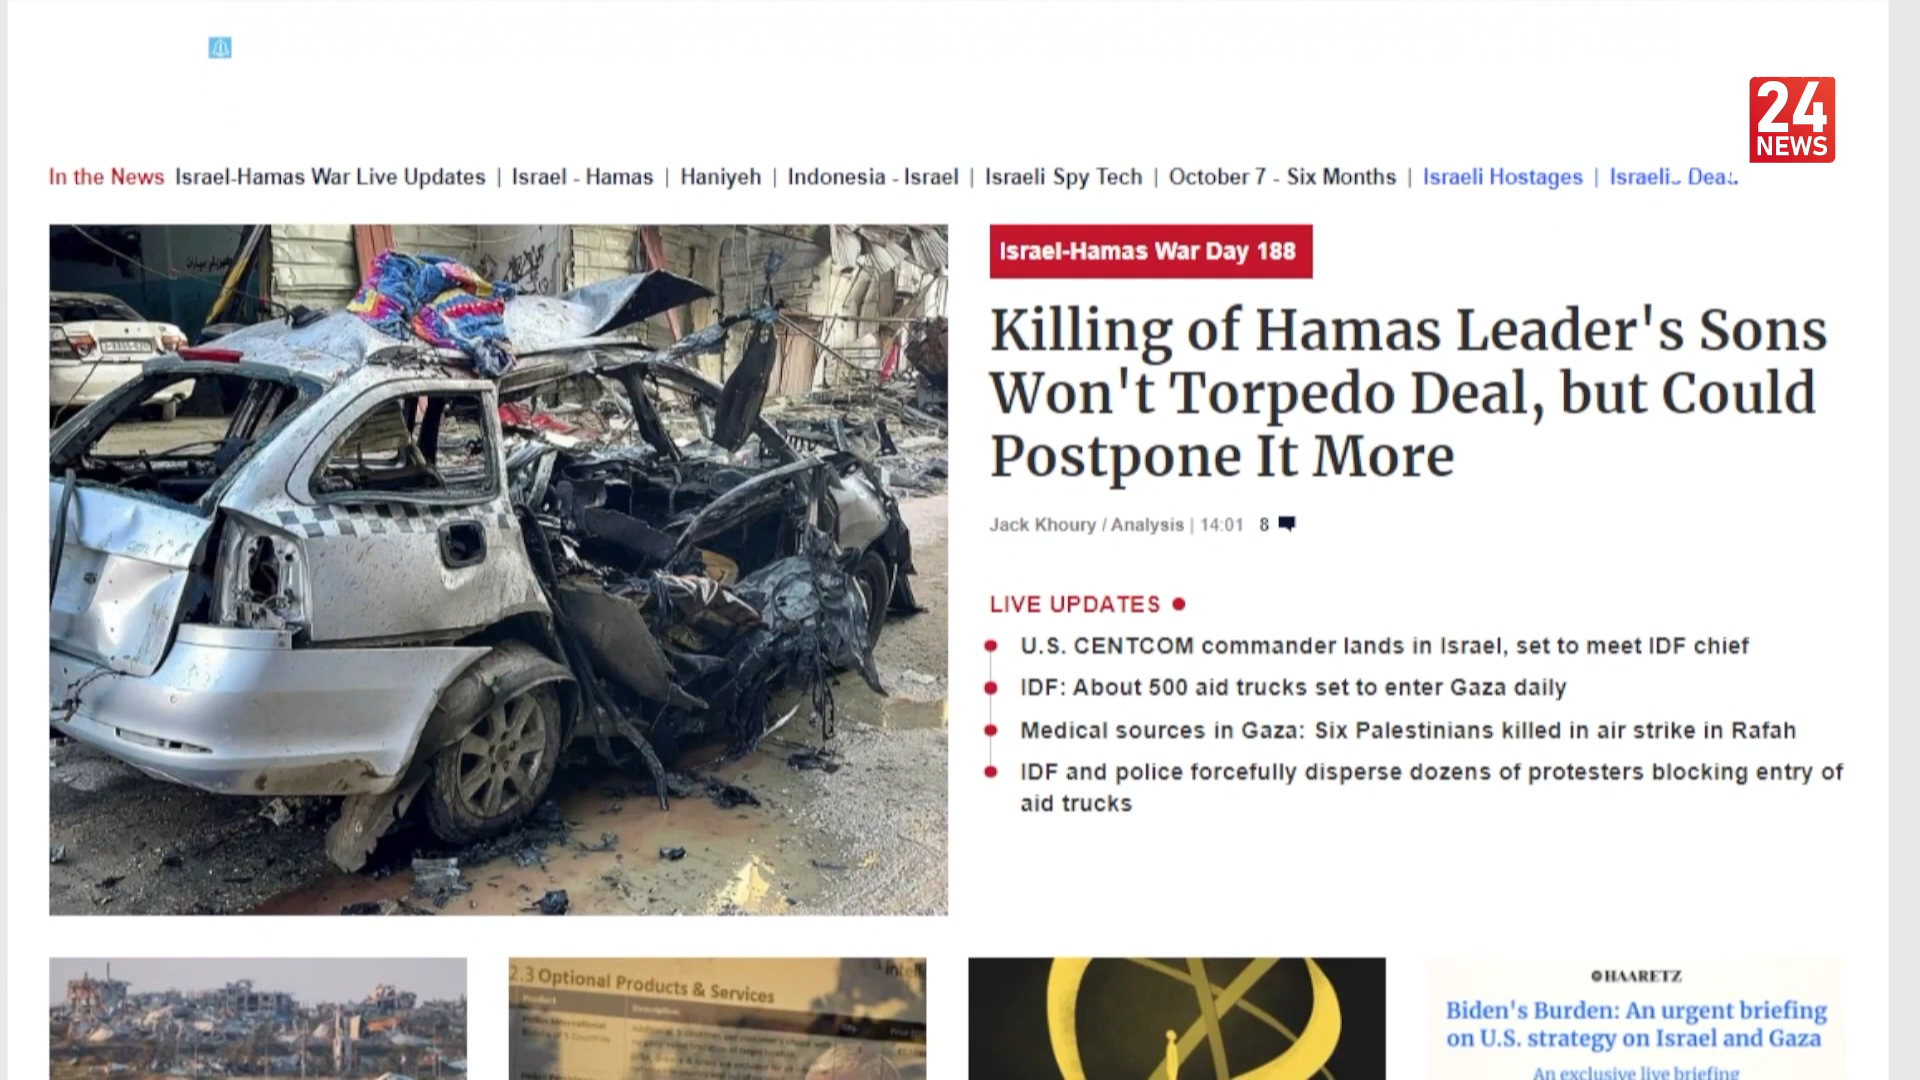 24
NEWS
In the News Israel-Hamas War Live Updates | Israel - Hamas | Haniyeh | Indonesia - Israel | Israeli Spy Tech | October 7 - Six Months | Israeli Hostages |
Israel-Hamas War Day 188
Killing of Hamas Leader's Sons
Won't Torpedo Deal, but Could
Postpone It More
Jack Khoury / Analysis | 14:01 8
LIVE UPDATES
U.S. CENTCOM commander lands in Israel, set to meet IDF chief
IDF: About 500 aid trucks set to enter Gaza daily
Medical sources in Gaza: Six Palestinians killed in air strike in Rafah
IDF and police forcefully disperse dozens of protesters blocking entry of
aid trucks
2.3 Optional Products & Services
Product Description
HAARETZ
Biden's Burden: An urgent briefing
on U.S. strategy on Israel and Gaza
An exclusive live briefing